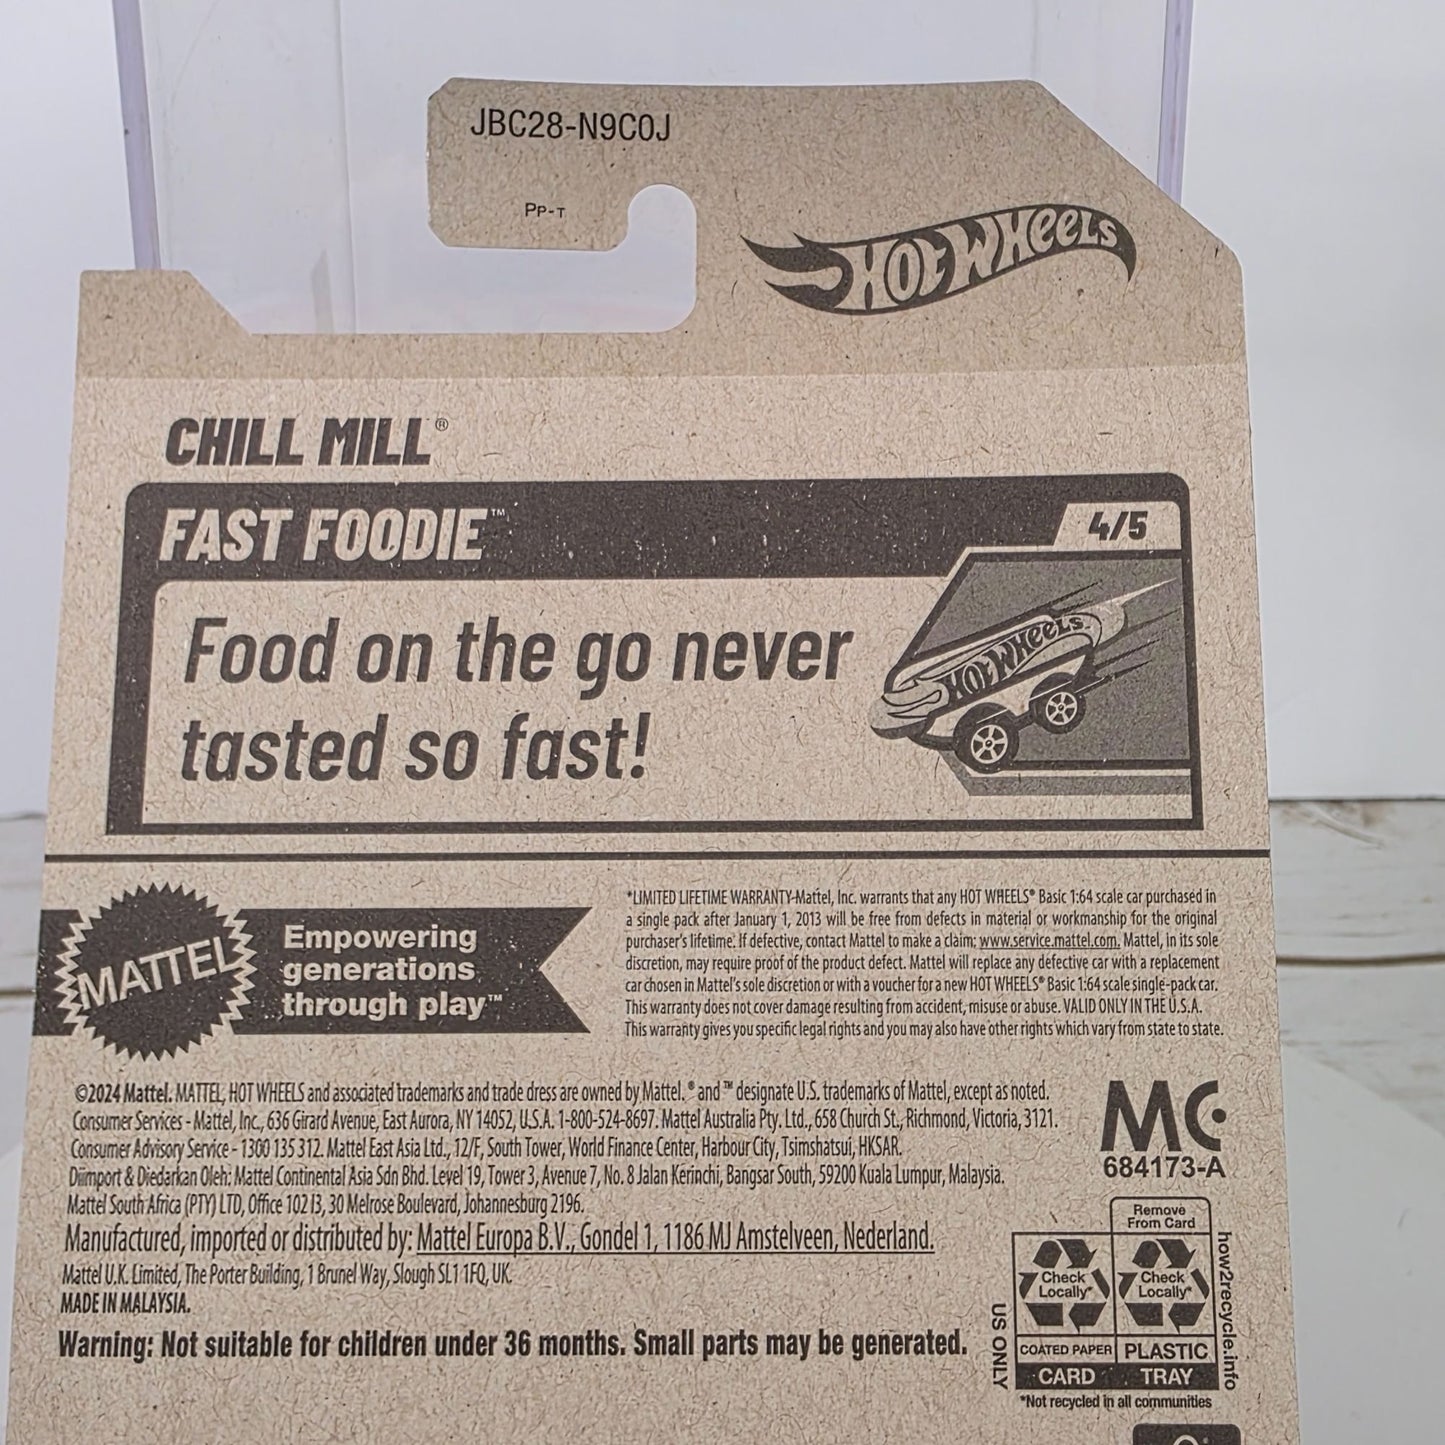 JBC28-N9C0J
PP-T
HOT WHEELS
CHILL MILL®
FAST FOODIE™
4/5
Food on the go never
tasted so fast!
HOT WHEELS
MATTEL
Empowering
generations
through play™
*LIMITED LIFETIME WARRANTY-Mattel, Inc. warrants that any HOT WHEELS® Basic 1:64 scale car purchased in
a single pack after January 1, 2013 will be free from defects in material or workmanship for the original
purchaser's lifetime. If defective, contact Mattel to make a claim: www.service.mattel.com. Mattel, in its sole
discretion, may require proof of the product defect. Mattel will replace any defective car with a replacement
car chosen in Mattel's sole discretion or with a voucher for a new HOT WHEELS® Basic 1:64 scale single-pack car.
This warranty does not cover damage resulting from accident, misuse or abuse. VALID ONLY IN THE U.S.A.
This warranty gives you specific legal rights and you may also have other rights which vary from state to state.
©2024 Mattel. MATTEL, HOT WHEELS and associated trademarks and trade dress are owned by Mattel. ® and ™ designate U.S. trademarks of Mattel, except as noted.
Consumer Services - Mattel, Inc., 636 Girard Avenue, East Aurora, NY 14052, U.S.A. 1-800-524-8697. Mattel Australia Pty. Ltd., 658 Church St., Richmond, Victoria, 3121.
Consumer Advisory Service - 1300 135 312. Mattel East Asia Ltd., 12/F, South Tower, World Finance Center, Harbour City, Tsimshatsui, HKSAR.
Diimport & Diedarkan Oleh: Mattel Continental Asia Sdn Bhd. Level 19, Tower 3, Avenue 7, No. 8 Jalan Kerinchi, Bangsar South, 59200 Kuala Lumpur, Malaysia.
Mattel South Africa (PTY) LTD, Office 102 I3, 30 Melrose Boulevard, Johannesburg 2196.
Manufactured, imported or distributed by: Mattel Europa B.V., Gondel 1, 1186 MJ Amstelveen, Nederland.
Mattel U.K. Limited, The Porter Building, 1 Brunel Way, Slough SL1 1FQ, UK.
MADE IN MALAYSIA.
Warning: Not suitable for children under 36 months. Small parts may be generated.
MC
684173-A
Remove
From Card
Check
Locally*
Check
Locally*
COATED PAPER
PLASTIC
CARD
TRAY
US ONLY
how2recycle.info
*Not recycled in all communities